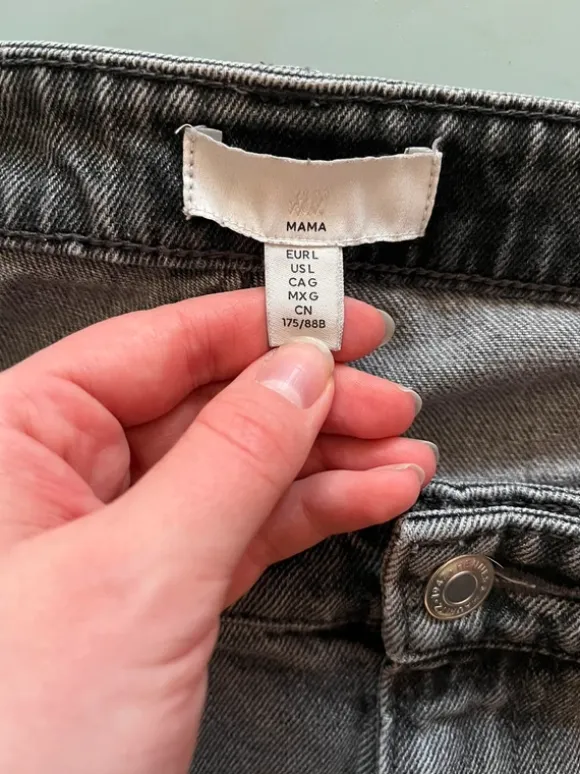 MAMA
EUR L
US L
CA G
MX G
CN
175/88B